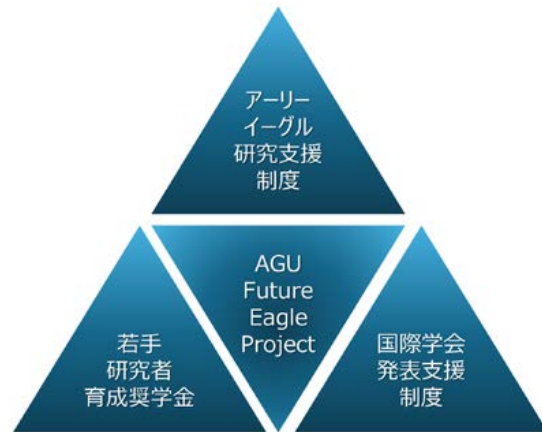 アーリー
イーグル
研究支援
制度
AGU
Future
Eagle
Project
若手
研究者
育成奨学金
国際学会
発表支援
制度